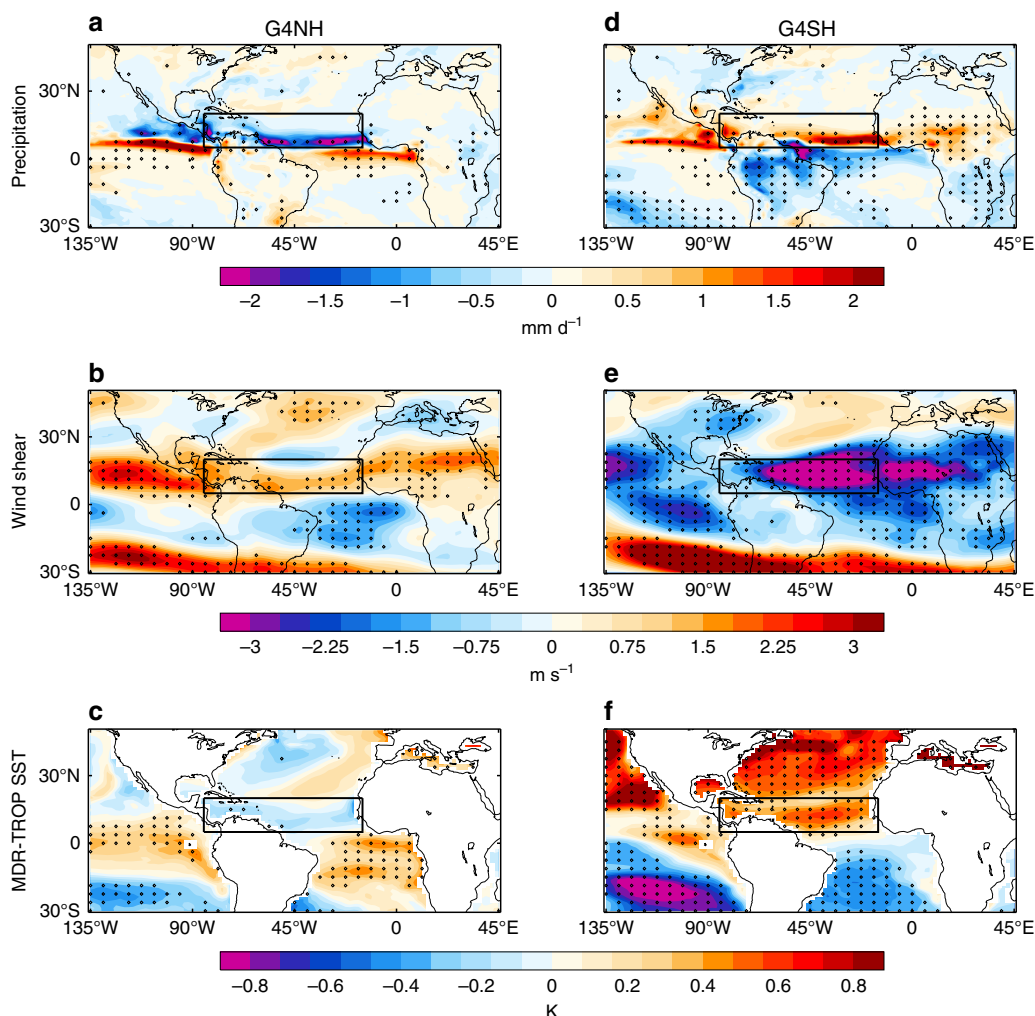 a G4NH
Precipitation
30°N
0
30°S
135°W 90°W 45°W 0 45°E
d G4SH
135°W 90°W 45°W 0 45°E
−2 −1.5 −1 −0.5 0 0.5 1 1.5 2
mm d⁻¹
b
Wind shear
30°N
0
30°S
135°W 90°W 45°W 0 45°E
e
135°W 90°W 45°W 0 45°E
−3 −2.25 −1.5 −0.75 0 0.75 1.5 2.25 3
m s⁻¹
c
MDR-TROP SST
30°N
0
30°S
135°W 90°W 45°W 0 45°E
f
135°W 90°W 45°W 0 45°E
−0.8 −0.6 −0.4 −0.2 0 0.2 0.4 0.6 0.8
K